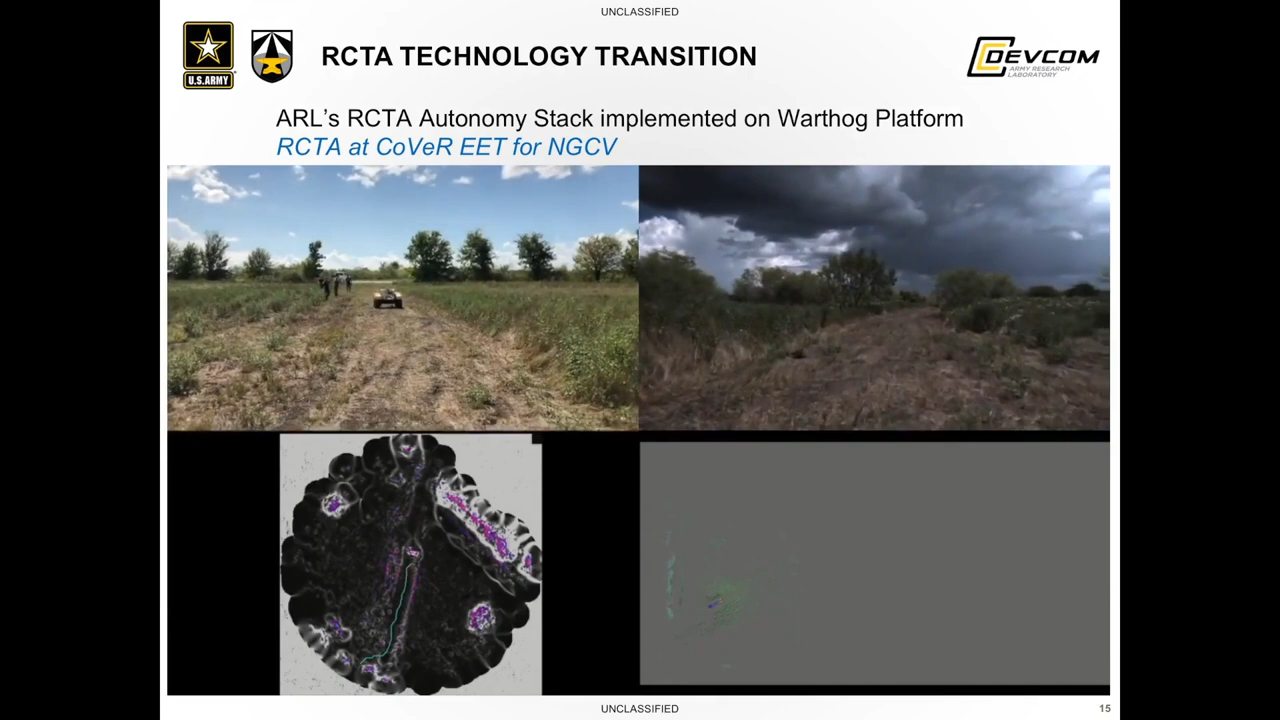 UNCLASSIFIED
U.S.ARMY
RCTA TECHNOLOGY TRANSITION
DEVCOM
ARMY RESEARCH
LABORATORY
ARL's RCTA Autonomy Stack implemented on Warthog Platform
RCTA at CoVeR EET for NGCV
UNCLASSIFIED
15